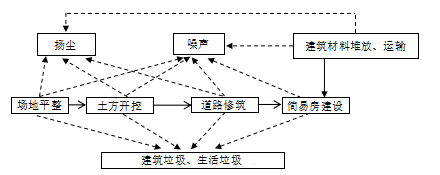 扬尘
噪声
建筑材料堆放、运输
场地平整
土方开挖
道路修筑
简易房建设
建筑垃圾、生活垃圾